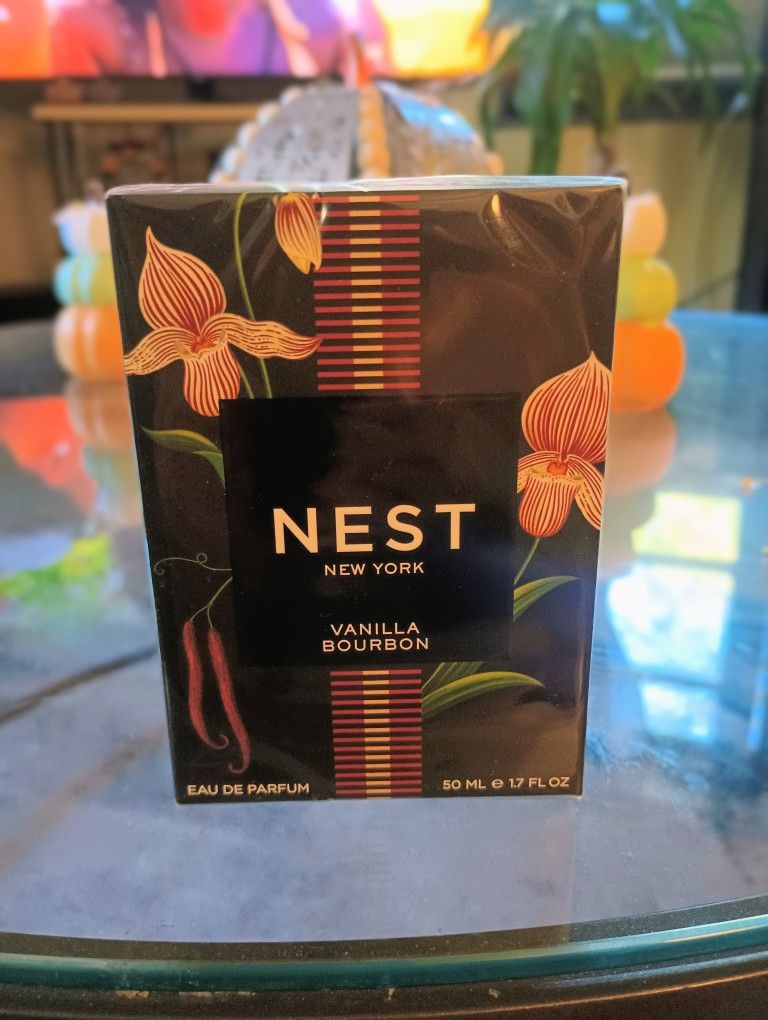 NEST
NEW YORK
VANILLA
BOURBON
EAU DE PARFUM
50 ML ℮ 1.7 FL OZ